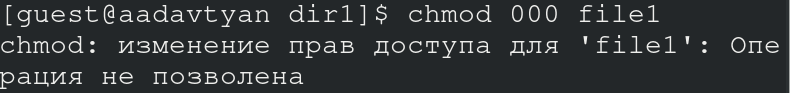 [guest@aadavtyan dir1]$ chmod 000 file1
chmod: изменение прав доступа для 'file1': Опе
рация не позволена